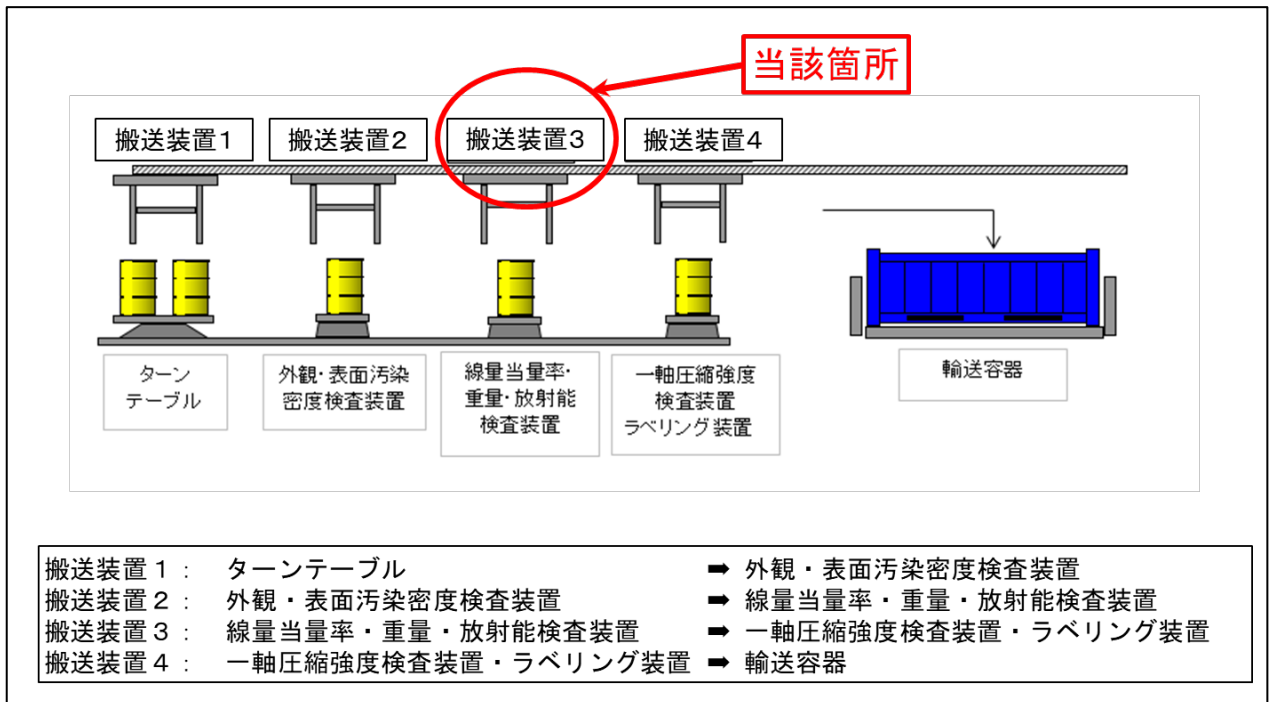 当該箇所
搬送装置1
搬送装置2
搬送装置3
搬送装置4
ターン
テーブル
外観・表面汚染
密度検査装置
線量当量率・
重量・放射能
検査装置
一軸圧縮強度
検査装置
ラベリング装置
輸送容器
搬送装置1: ターンテーブル ➡ 外観・表面汚染密度検査装置
搬送装置2: 外観・表面汚染密度検査装置 ➡ 線量当量率・重量・放射能検査装置
搬送装置3: 線量当量率・重量・放射能検査装置 ➡ 一軸圧縮強度検査装置・ラベリング装置
搬送装置4: 一軸圧縮強度検査装置・ラベリング装置 ➡ 輸送容器